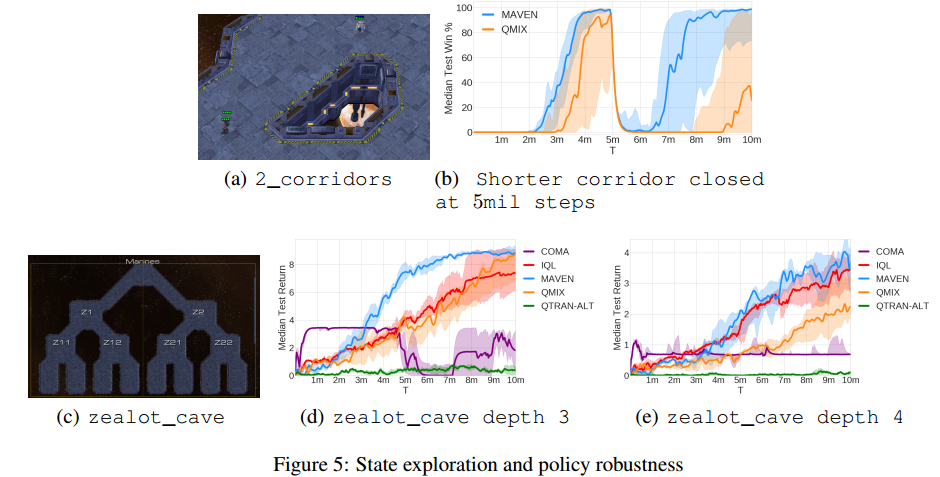 MAVEN
QMIX
Median Test Win %
100
80
60
40
20
0
1m 2m 3m 4m 5m 6m 7m 8m 9m 10m
T
(a) 2_corridors
(b) Shorter corridor closed
at 5mil steps
Marines
Z1 Z2
Z11 Z12 Z21 Z22
Median Test Return
8
6
4
2
0
1m 2m 3m 4m 5m 6m 7m 8m 9m 10m
T
COMA
IQL
MAVEN
QMIX
QTRAN-ALT
Median Test Return
4
3
2
1
0
1m 2m 3m 4m 5m 6m 7m 8m 9m 10m
T
COMA
IQL
MAVEN
QMIX
QTRAN-ALT
(c) zealot_cave
(d) zealot_cave depth 3
(e) zealot_cave depth 4
Figure 5: State exploration and policy robustness